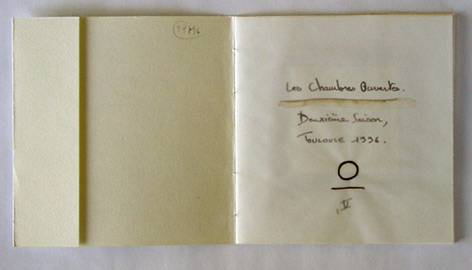 Les Chambres Ouvertes.
Deuxième Saison,
Toulouse 1996.